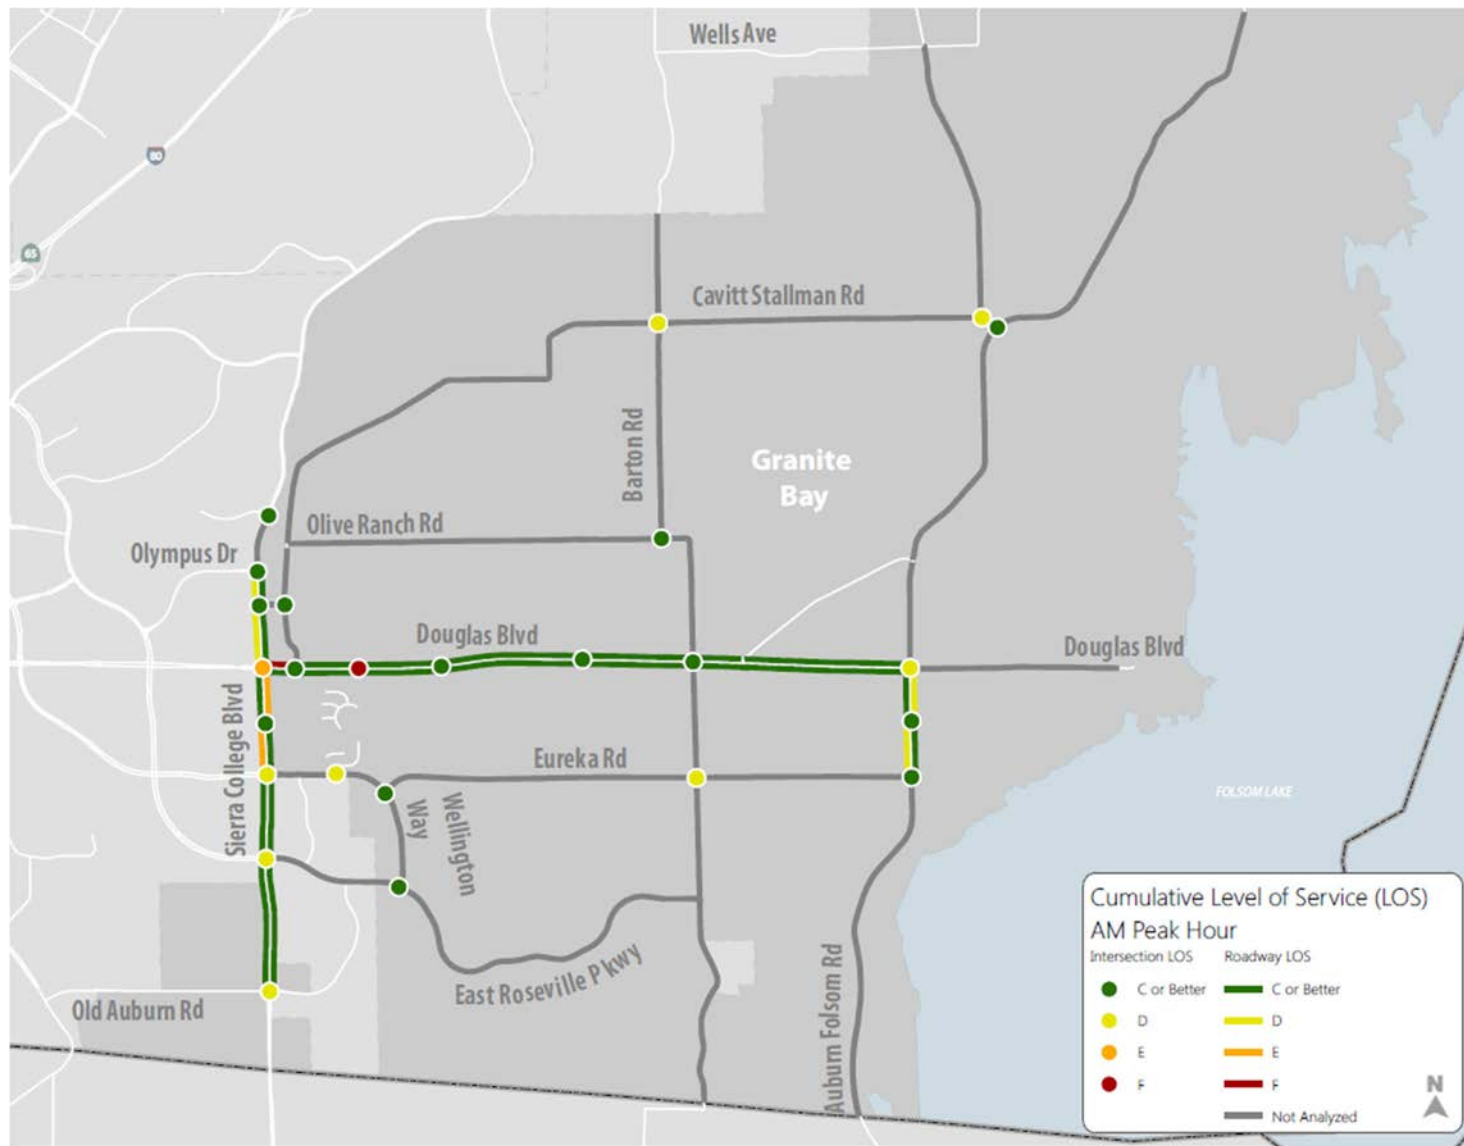 Wells Ave
80
65
Cavitt Stallman Rd
Barton Rd
Granite
Bay
Olive Ranch Rd
Olympus Dr
Douglas Blvd
Douglas Blvd
Sierra College Blvd
Eureka Rd
Wellington
Way
FOLSOM LAKE
East Roseville Pkwy
Old Auburn Rd
Auburn Folsom Rd
Cumulative Level of Service (LOS)
AM Peak Hour
Intersection LOS Roadway LOS
C or Better C or Better
D D
E E
F F
Not Analyzed
N